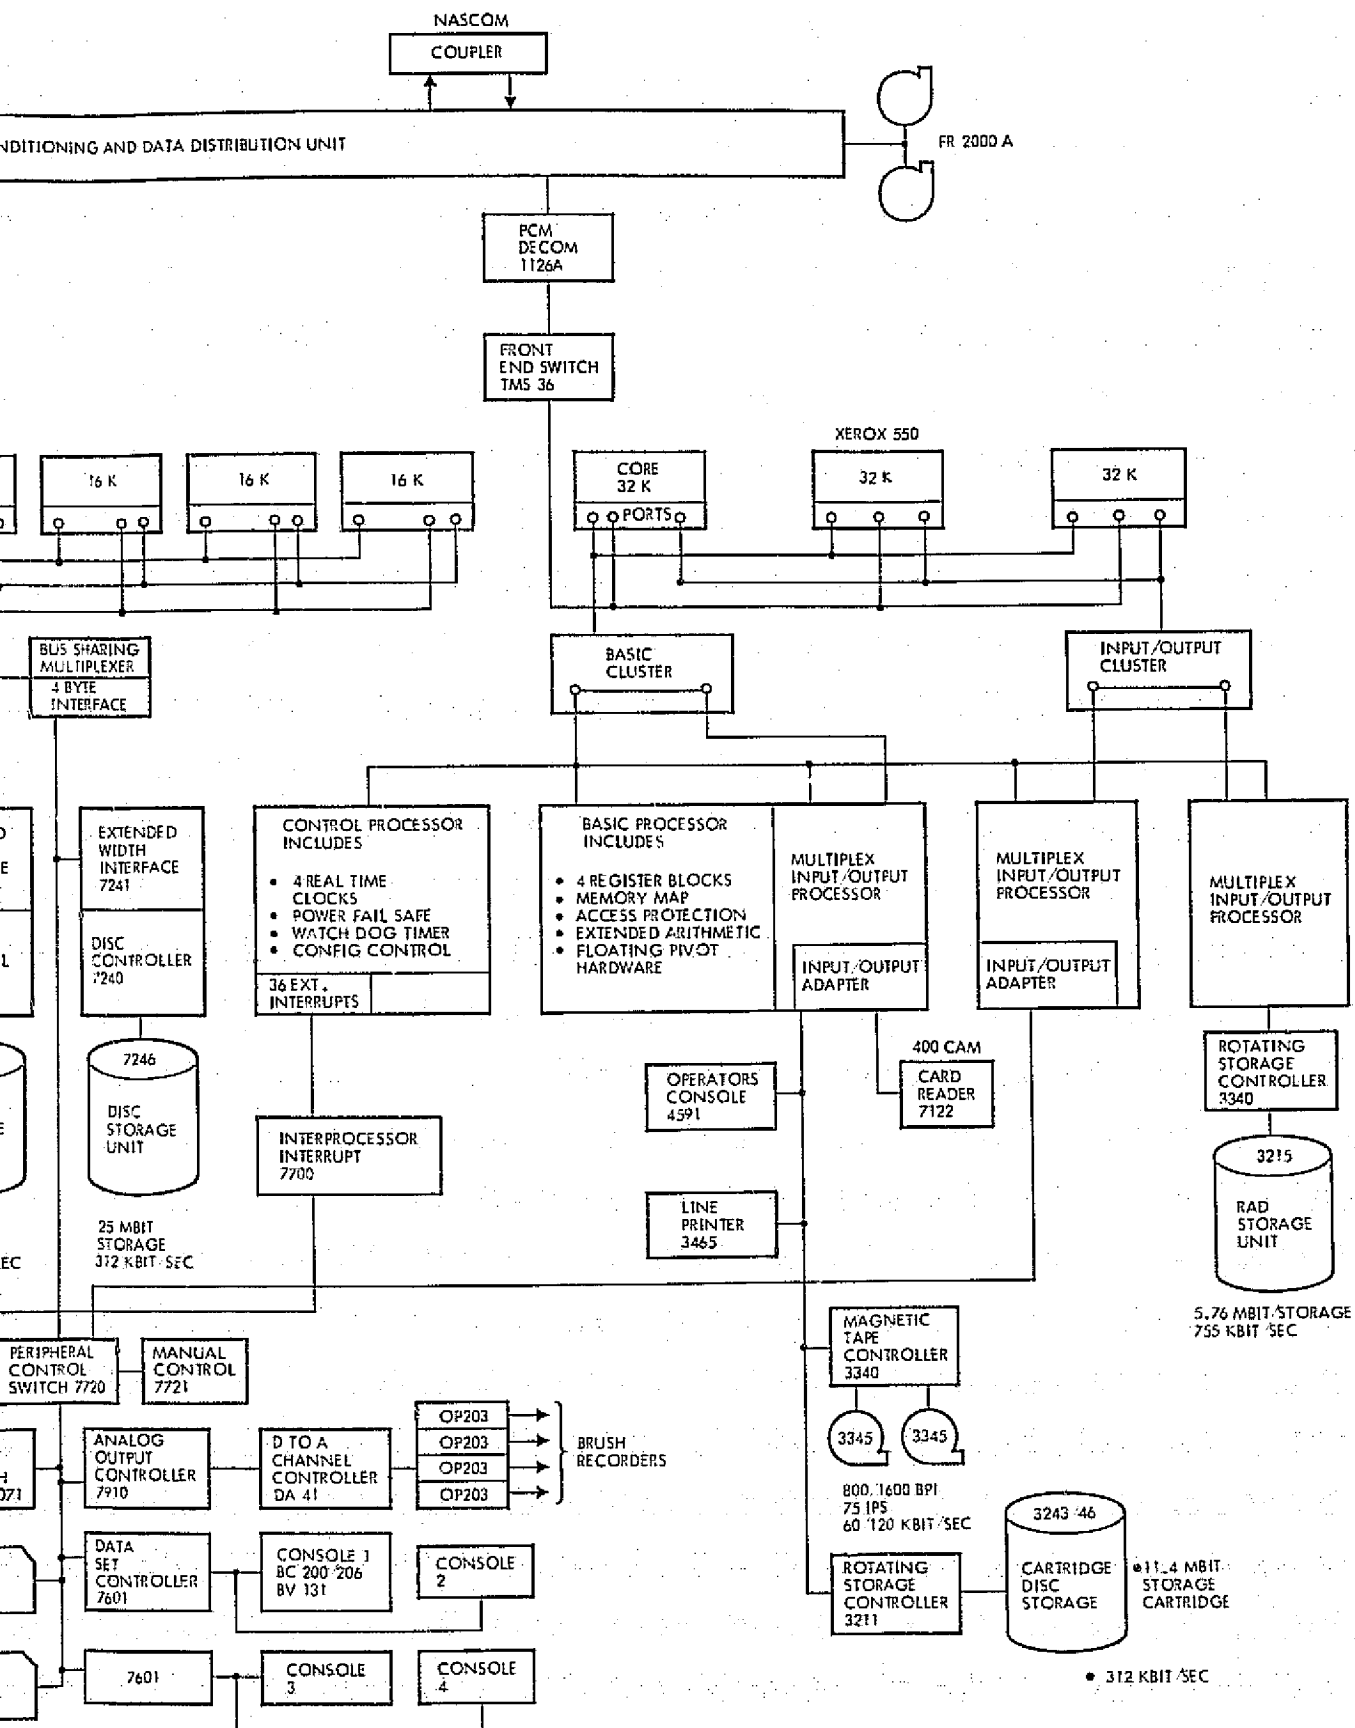 NASCOM
COUPLER
NDITIONING AND DATA DISTRIBUTION UNIT
FR 2000 A
PCM
DECOM
1126A
FRONT
END SWITCH
TMS 36
XEROX 550
16 K
16 K
16 K
CORE
32 K
PORTS
32 K
32 K
BUS SHARING
MULTIPLEXER
4 BYTE
INTERFACE
BASIC
CLUSTER
INPUT/OUTPUT
CLUSTER
EXTENDED
WIDTH
INTERFACE
7241
DISC
CONTROLLER
7240
CONTROL PROCESSOR
INCLUDES
• 4 REAL TIME
CLOCKS
• POWER FAIL SAFE
• WATCH DOG TIMER
• CONFIG CONTROL
36 EXT.
INTERRUPTS
BASIC PROCESSOR
INCLUDES
• 4 REGISTER BLOCKS
• MEMORY MAP
• ACCESS PROTECTION
• EXTENDED ARITHMETIC
• FLOATING PIVOT
HARDWARE
MULTIPLEX
INPUT/OUTPUT
PROCESSOR
INPUT/OUTPUT
ADAPTER
MULTIPLEX
INPUT/OUTPUT
PROCESSOR
INPUT/OUTPUT
ADAPTER
MULTIPLEX
INPUT/OUTPUT
PROCESSOR
7246
DISC
STORAGE
UNIT
25 MBIT
STORAGE
312 KBIT/SEC
EC
INTERPROCESSOR
INTERRUPT
7700
OPERATORS
CONSOLE
4591
400 CAM
CARD
READER
7122
LINE
PRINTER
3465
ROTATING
STORAGE
CONTROLLER
3340
3215
RAD
STORAGE
UNIT
5.76 MBIT/STORAGE
755 KBIT/SEC
PERIPHERAL
CONTROL
SWITCH 7720
MANUAL
CONTROL
7721
MAGNETIC
TAPE
CONTROLLER
3340
3345
3345
800/1600 BPI
75 IPS
60/120 KBIT/SEC
H
071
ANALOG
OUTPUT
CONTROLLER
7910
D TO A
CHANNEL
CONTROLLER
DA 41
OP203
OP203
OP203
OP203
BRUSH
RECORDERS
DATA
SET
CONTROLLER
7601
CONSOLE 1
BC 200/206
BV 131
CONSOLE
2
ROTATING
STORAGE
CONTROLLER
3211
3243/46
CARTRIDGE
DISC
STORAGE
• 11.4 MBIT
STORAGE
CARTRIDGE
• 312 KBIT/SEC
7601
CONSOLE
3
CONSOLE
4